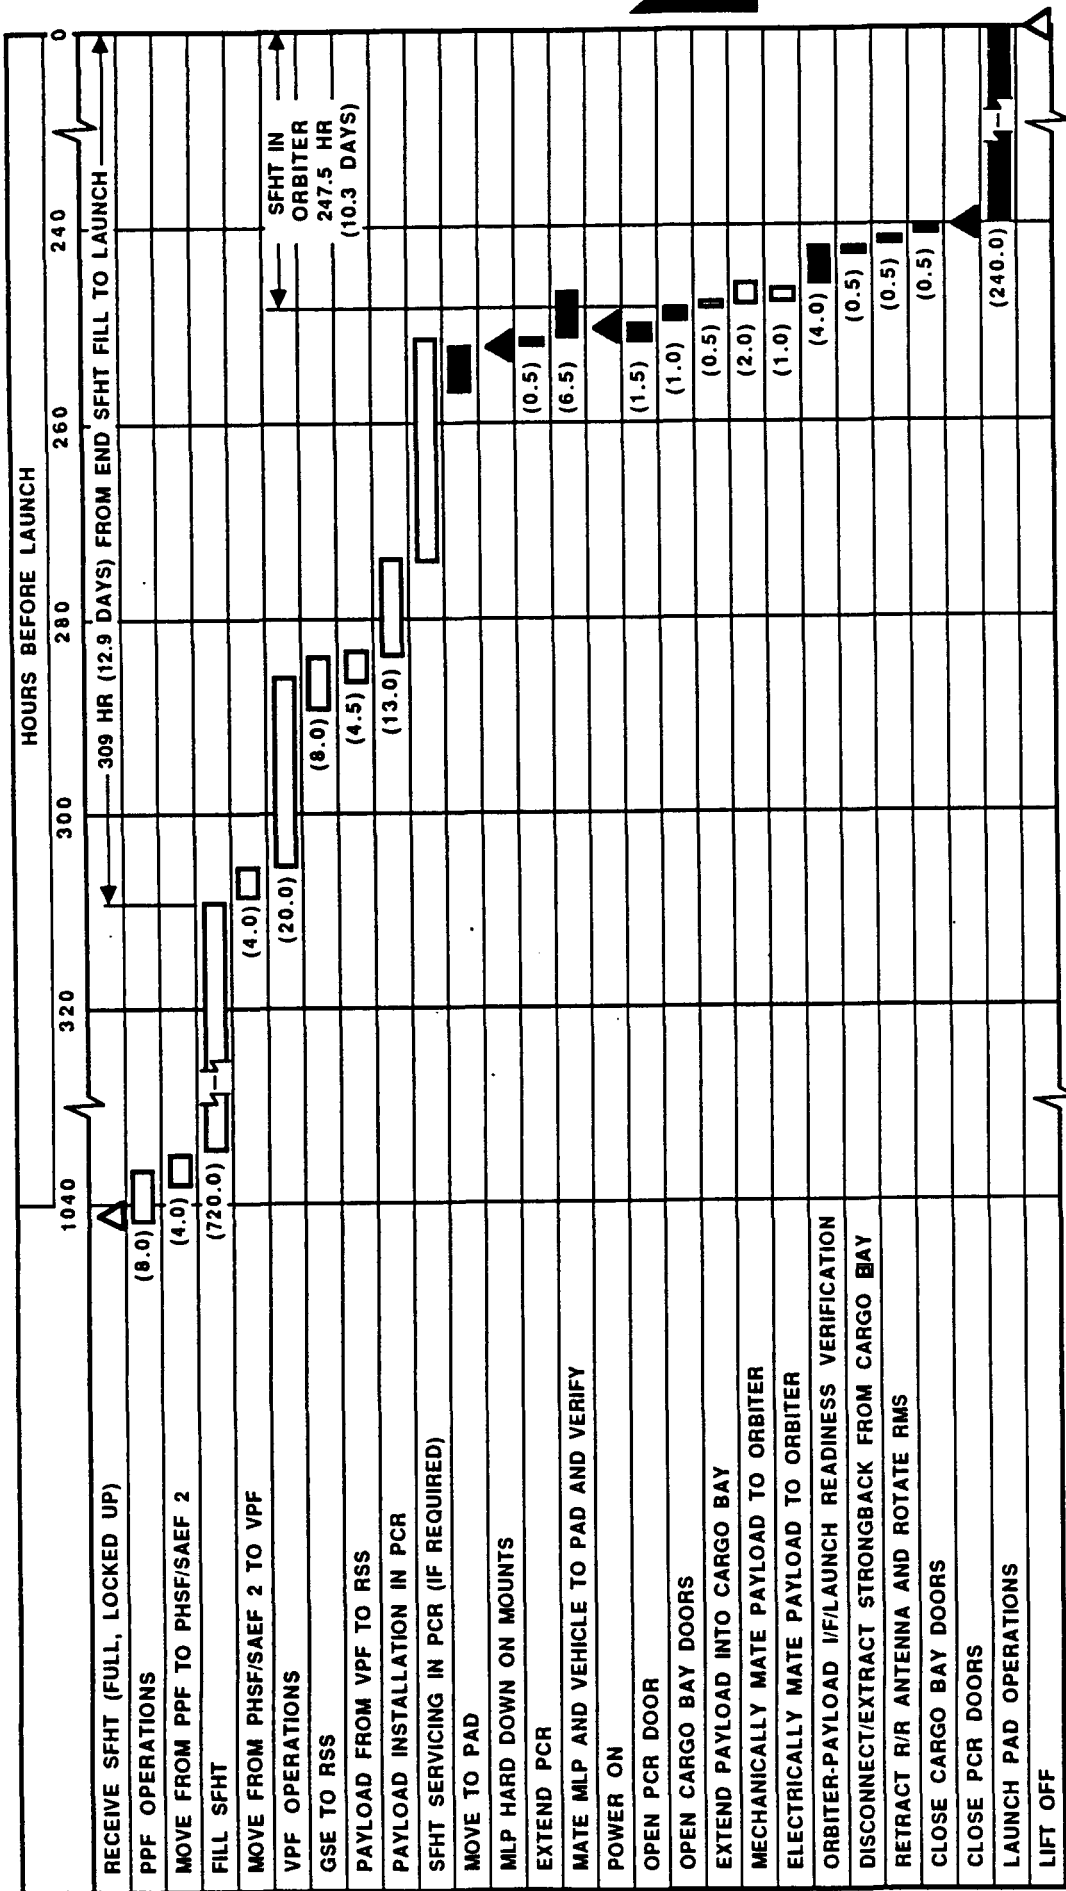 HOURS BEFORE LAUNCH
1040 320 300 280 260 240 0
309 HR (12.9 DAYS) FROM END SFHT FILL TO LAUNCH
SFHT IN
ORBITER
247.5 HR
(10.3 DAYS)
RECEIVE SFHT (FULL, LOCKED UP)
PPF OPERATIONS (8.0)
MOVE FROM PPF TO PHSF/SAEF 2 (4.0)
FILL SFHT (720.0)
MOVE FROM PHSF/SAEF 2 TO VPF (4.0)
VPF OPERATIONS (20.0)
GSE TO RSS (8.0)
PAYLOAD FROM VPF TO RSS (4.5)
PAYLOAD INSTALLATION IN PCR (13.0)
SFHT SERVICING IN PCR (IF REQUIRED)
MOVE TO PAD
MLP HARD DOWN ON MOUNTS
EXTEND PCR (0.5)
MATE MLP AND VEHICLE TO PAD AND VERIFY (6.5)
POWER ON
OPEN PCR DOOR (1.5)
OPEN CARGO BAY DOORS (1.0)
EXTEND PAYLOAD INTO CARGO BAY (0.5)
MECHANICALLY MATE PAYLOAD TO ORBITER (2.0)
ELECTRICALLY MATE PAYLOAD TO ORBITER (1.0)
ORBITER-PAYLOAD I/F/LAUNCH READINESS VERIFICATION (4.0)
DISCONNECT/EXTRACT STRONGBACK FROM CARGO BAY (0.5)
RETRACT R/R ANTENNA AND ROTATE RMS (0.5)
CLOSE CARGO BAY DOORS (0.5)
CLOSE PCR DOORS
LAUNCH PAD OPERATIONS (240.0)
LIFT OFF